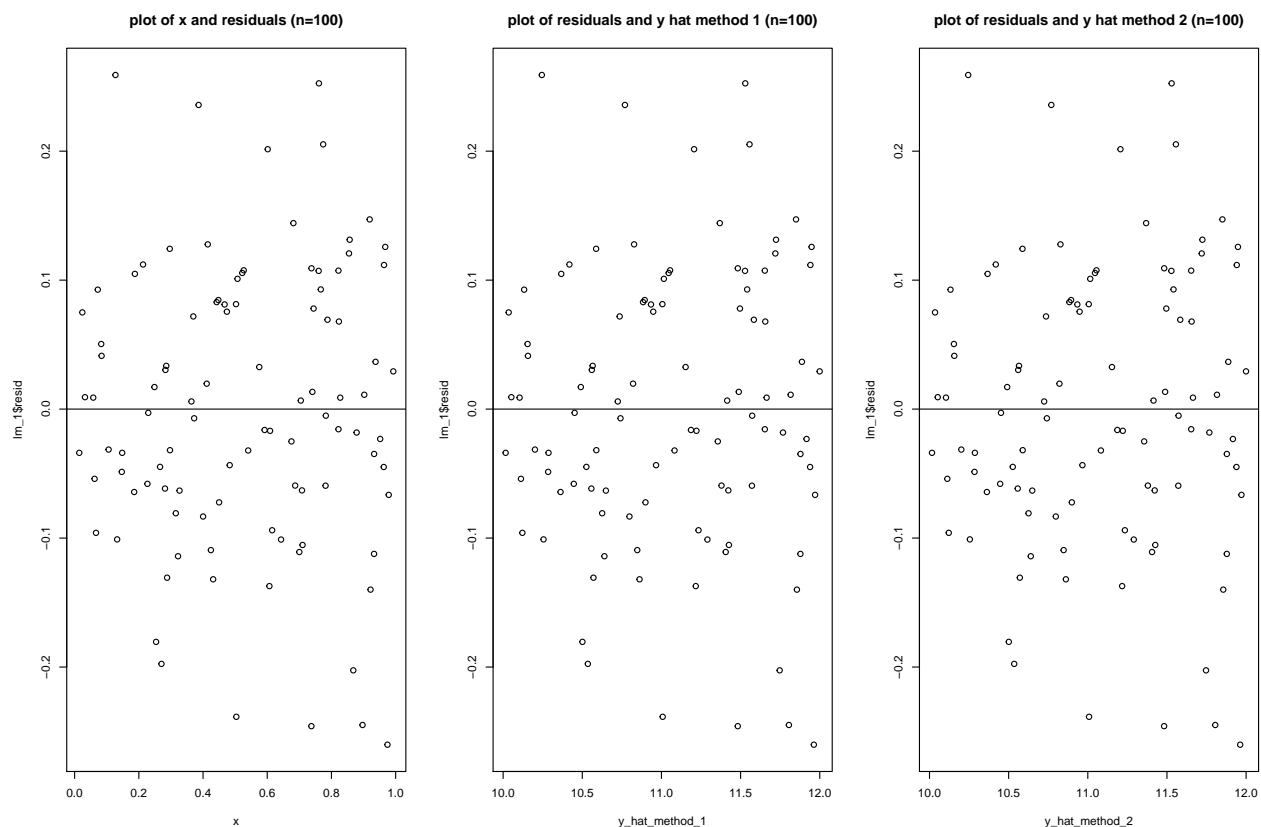 plot of x and residuals (n=100)
lm_1$resid
0.2
0.1
0.0
−0.1
−0.2
0.0 0.2 0.4 0.6 0.8 1.0
x
plot of residuals and y hat method 1 (n=100)
lm_1$resid
0.2
0.1
0.0
−0.1
−0.2
10.0 10.5 11.0 11.5 12.0
y_hat_method_1
plot of residuals and y hat method 2 (n=100)
lm_1$resid
0.2
0.1
0.0
−0.1
−0.2
10.0 10.5 11.0 11.5 12.0
y_hat_method_2